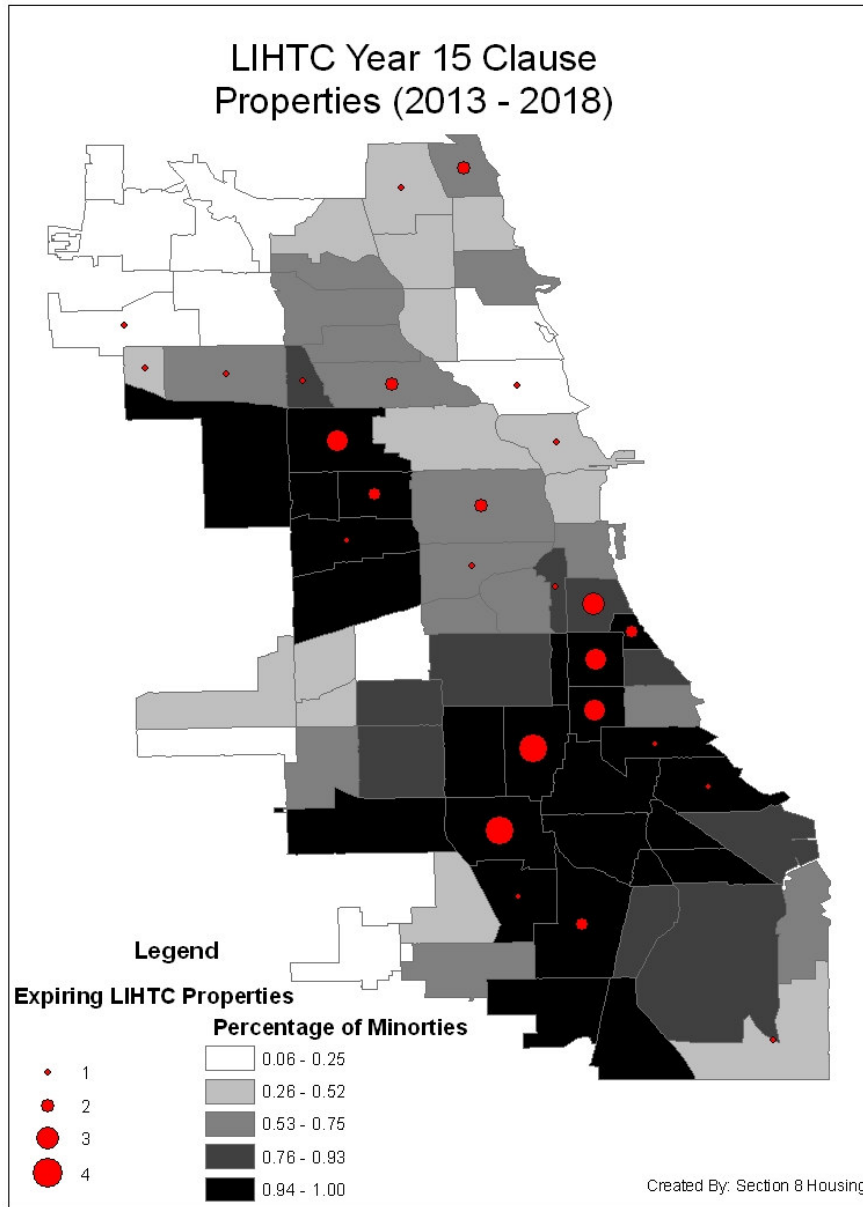 LIHTC Year 15 Clause
Properties (2013 - 2018)
Legend
Expiring LIHTC Properties
1
2
3
4
Percentage of Minorties
0.06 - 0.25
0.26 - 0.52
0.53 - 0.75
0.76 - 0.93
0.94 - 1.00
Created By: Section 8 Housing